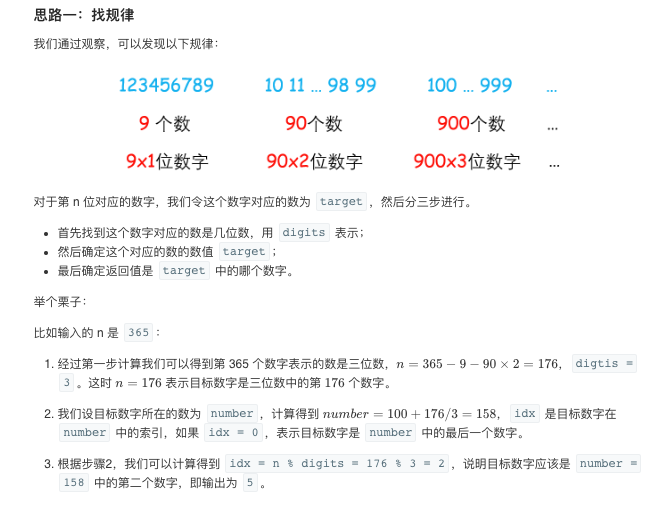 思路一：找规律
我们通过观察，可以发现以下规律：
123456789 10 11 ... 98 99 100 ... 999 ...
9 个数 90个数 900个数 ...
9x1位数字 90x2位数字 900x3位数字 ...
对于第 n 位对应的数字，我们令这个数字对应的数为 target ，然后分三步进行。
• 首先找到这个数字对应的数是几位数，用 digits 表示；
• 然后确定这个对应的数的数值 target ；
• 最后确定返回值是 target 中的哪个数字。
举个栗子：
比如输入的 n 是 365 ：
1. 经过第一步计算我们可以得到第 365 个数字表示的数是三位数，n = 365 − 9 − 90 × 2 = 176， digtis =
3 。这时 n = 176 表示目标数字是三位数中的第 176 个数字。
2. 我们设目标数字所在的数为 number ，计算得到 number = 100 + 176/3 = 158， idx 是目标数字在
number 中的索引，如果 idx = 0 ，表示目标数字是 number 中的最后一个数字。
3. 根据步骤2，我们可以计算得到 idx = n % digits = 176 % 3 = 2 ，说明目标数字应该是 number =
158 中的第二个数字，即输出为 5 。